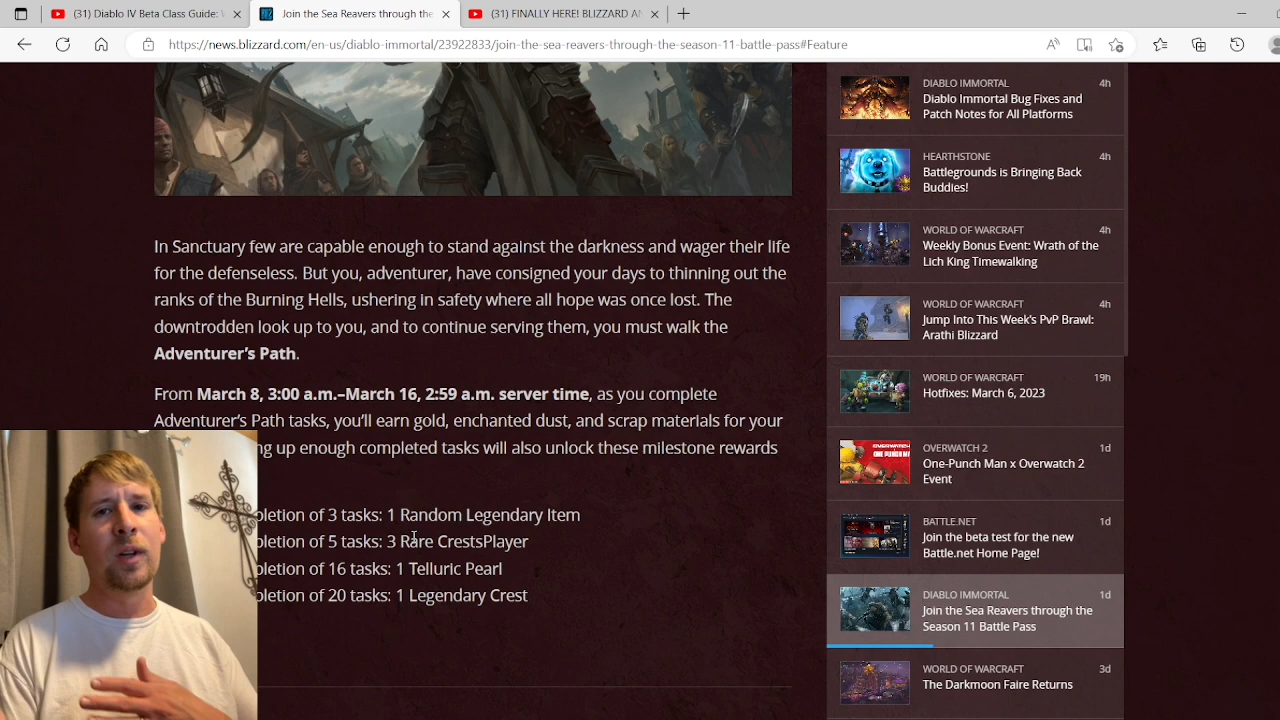 (31) Diablo IV Beta Class Guide:
Join the Sea Reavers through the
(31) FINALLY HERE! BLIZZARD
https://news.blizzard.com/en-us/diablo-immortal/23922833/join-the-sea-reavers-through-the-season-11-battle-pass#Feature
In Sanctuary few are capable enough to stand against the darkness and wager their life
for the defenseless. But you, adventurer, have consigned your days to thinning out the
ranks of the Burning Hells, ushering in safety where all hope was once lost. The
downtrodden look up to you, and to continue serving them, you must walk the
Adventurer's Path.
From March 8, 3:00 a.m.–March 16, 2:59 a.m. server time, as you complete
Adventurer's Path tasks, you'll earn gold, enchanted dust, and scrap materials for your
up enough completed tasks will also unlock these milestone rewards
of 3 tasks: 1 Random Legendary Item
of 5 tasks: 3 Rare CrestsPlayer
of 16 tasks: 1 Telluric Pearl
of 20 tasks: 1 Legendary Crest
DIABLO IMMORTAL 4h
Diablo Immortal Bug Fixes and
Patch Notes for All Platforms
HEARTHSTONE 4h
Battlegrounds is Bringing Back
Buddies!
WORLD OF WARCRAFT 4h
Weekly Bonus Event: Wrath of the
Lich King Timewalking
WORLD OF WARCRAFT 4h
Jump Into This Week's PvP Brawl:
Arathi Blizzard
WORLD OF WARCRAFT 19h
Hotfixes: March 6, 2023
OVERWATCH 2 1d
One-Punch Man x Overwatch 2
Event
BATTLE.NET 1d
Join the beta test for the new
Battle.net Home Page!
DIABLO IMMORTAL 1d
Join the Sea Reavers through the
Season 11 Battle Pass
WORLD OF WARCRAFT 3d
The Darkmoon Faire Returns